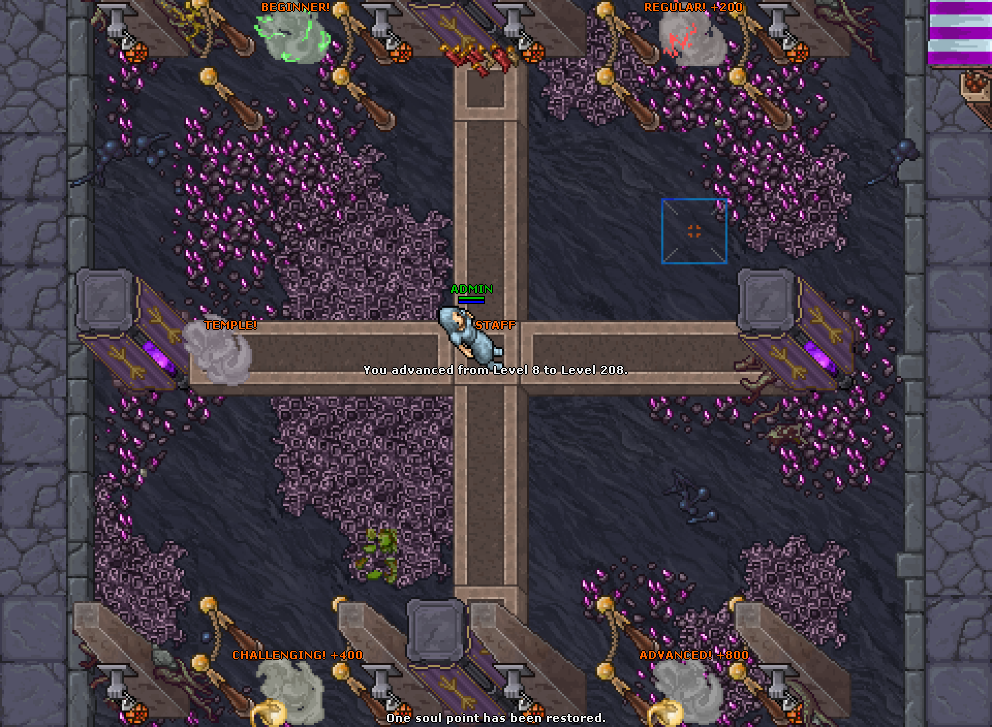 BEGINNER!
REGULAR! +200
ADMIN
TEMPLE!
STAFF
You advanced from Level 8 to Level 208.
CHALLENGING! +400
ADVANCED! +800
One soul point has been restored.